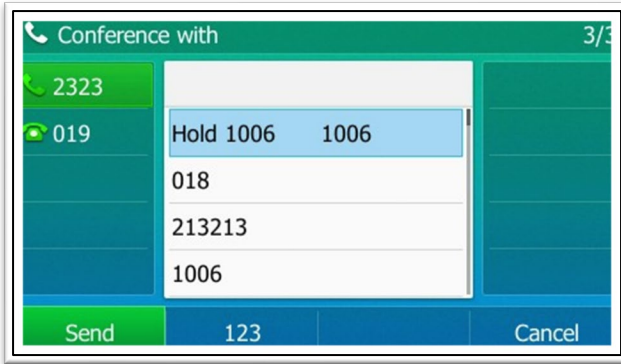 Conference with 3/3
2323
019
Hold 1006 1006
018
213213
1006
Send 123 Cancel